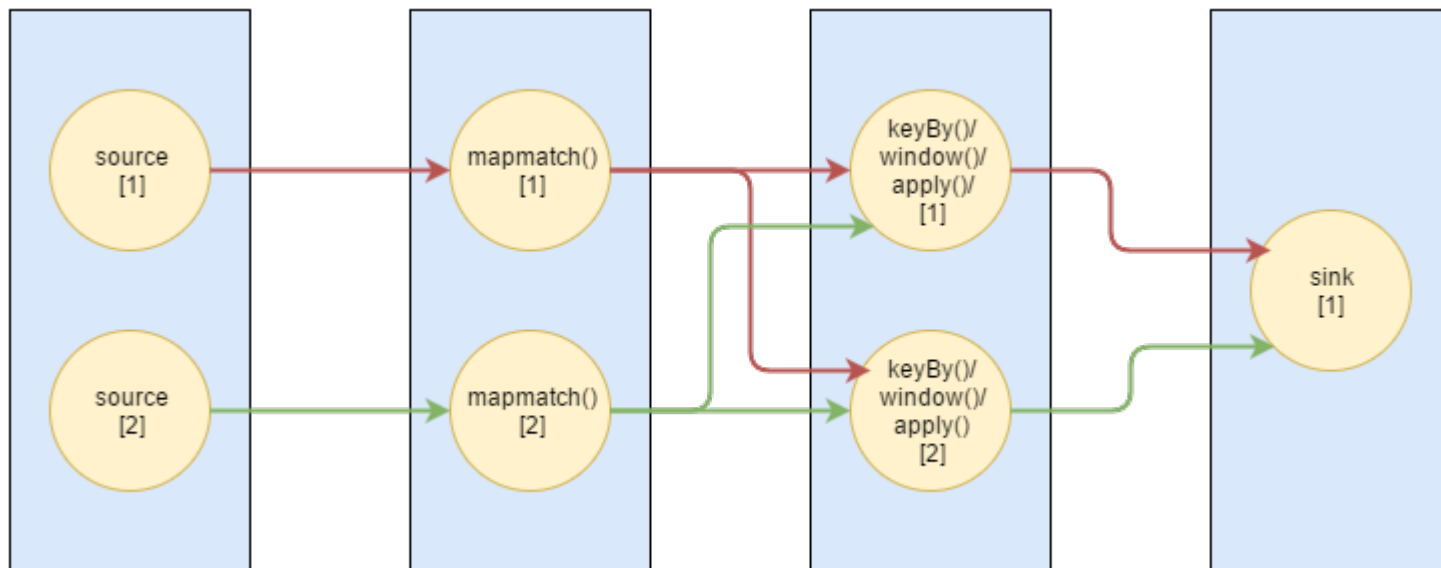 source
[1]
mapmatch()
[1]
keyBy()/
window()/
apply()/
[1]
sink
[1]
source
[2]
mapmatch()
[2]
keyBy()/
window()/
apply()
[2]